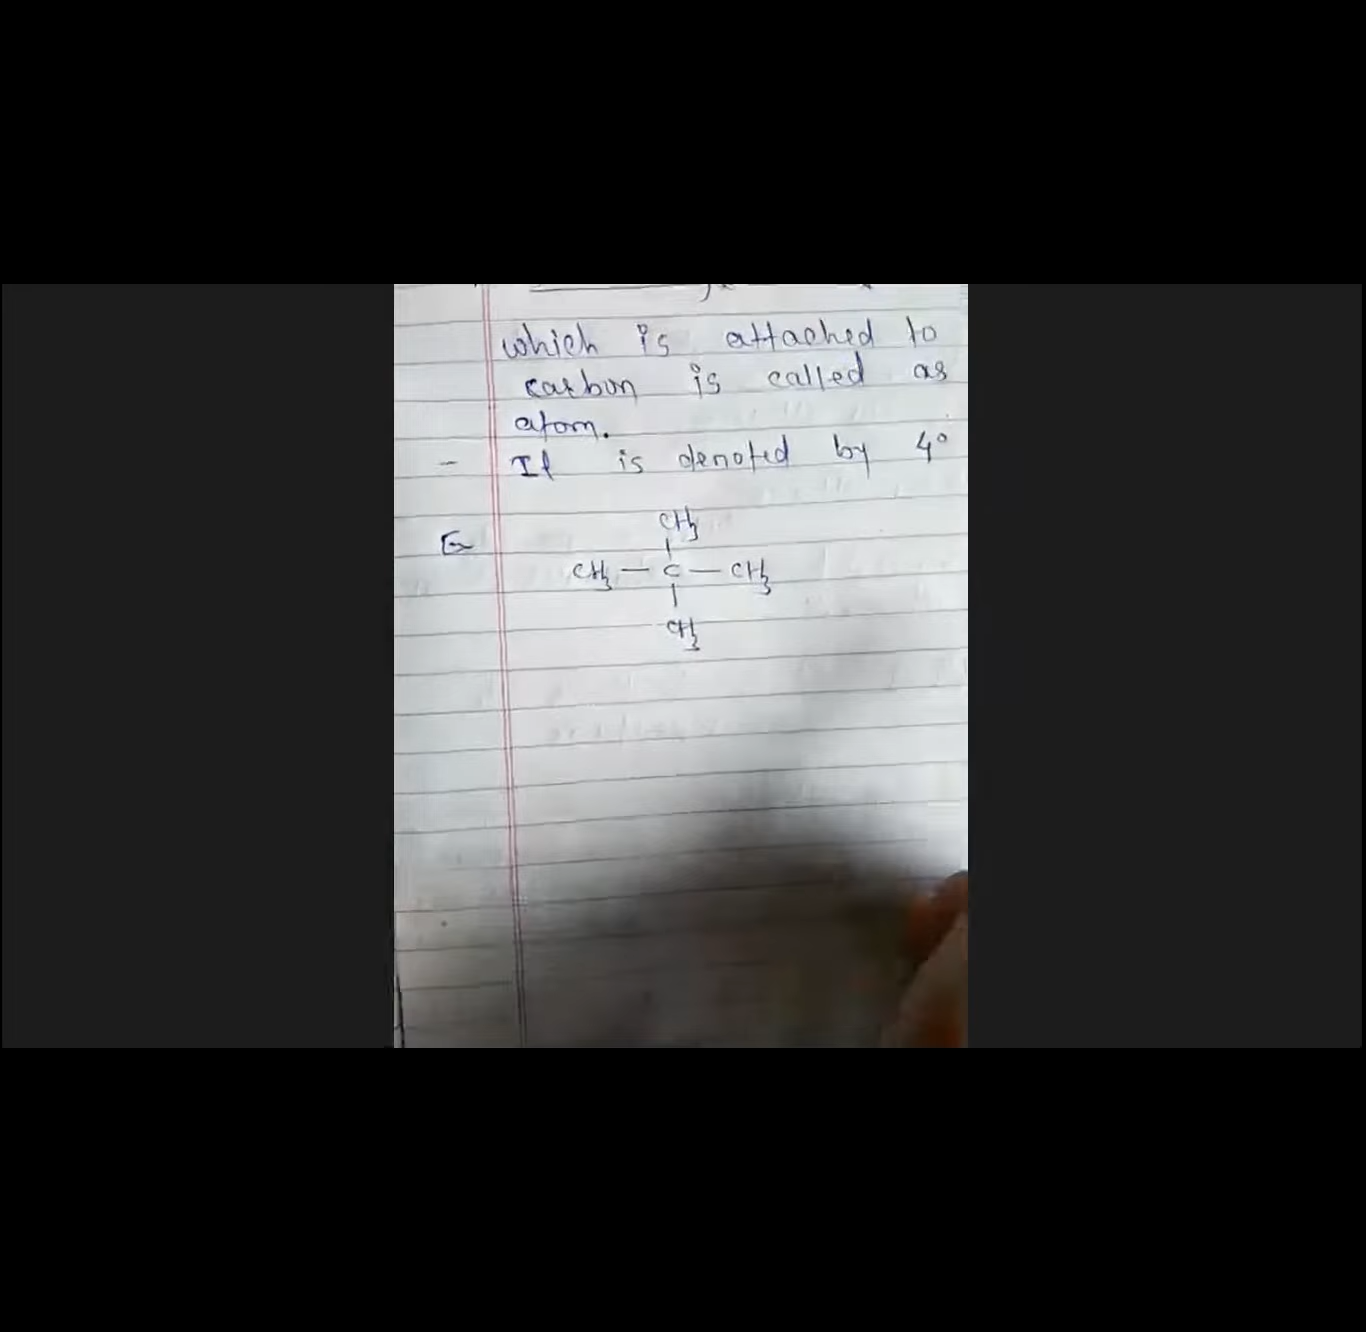 which is attached to
carbon is called as
atom.
- It is denoted by 4°
Ex
CH3
CH3 — C — CH3
CH3